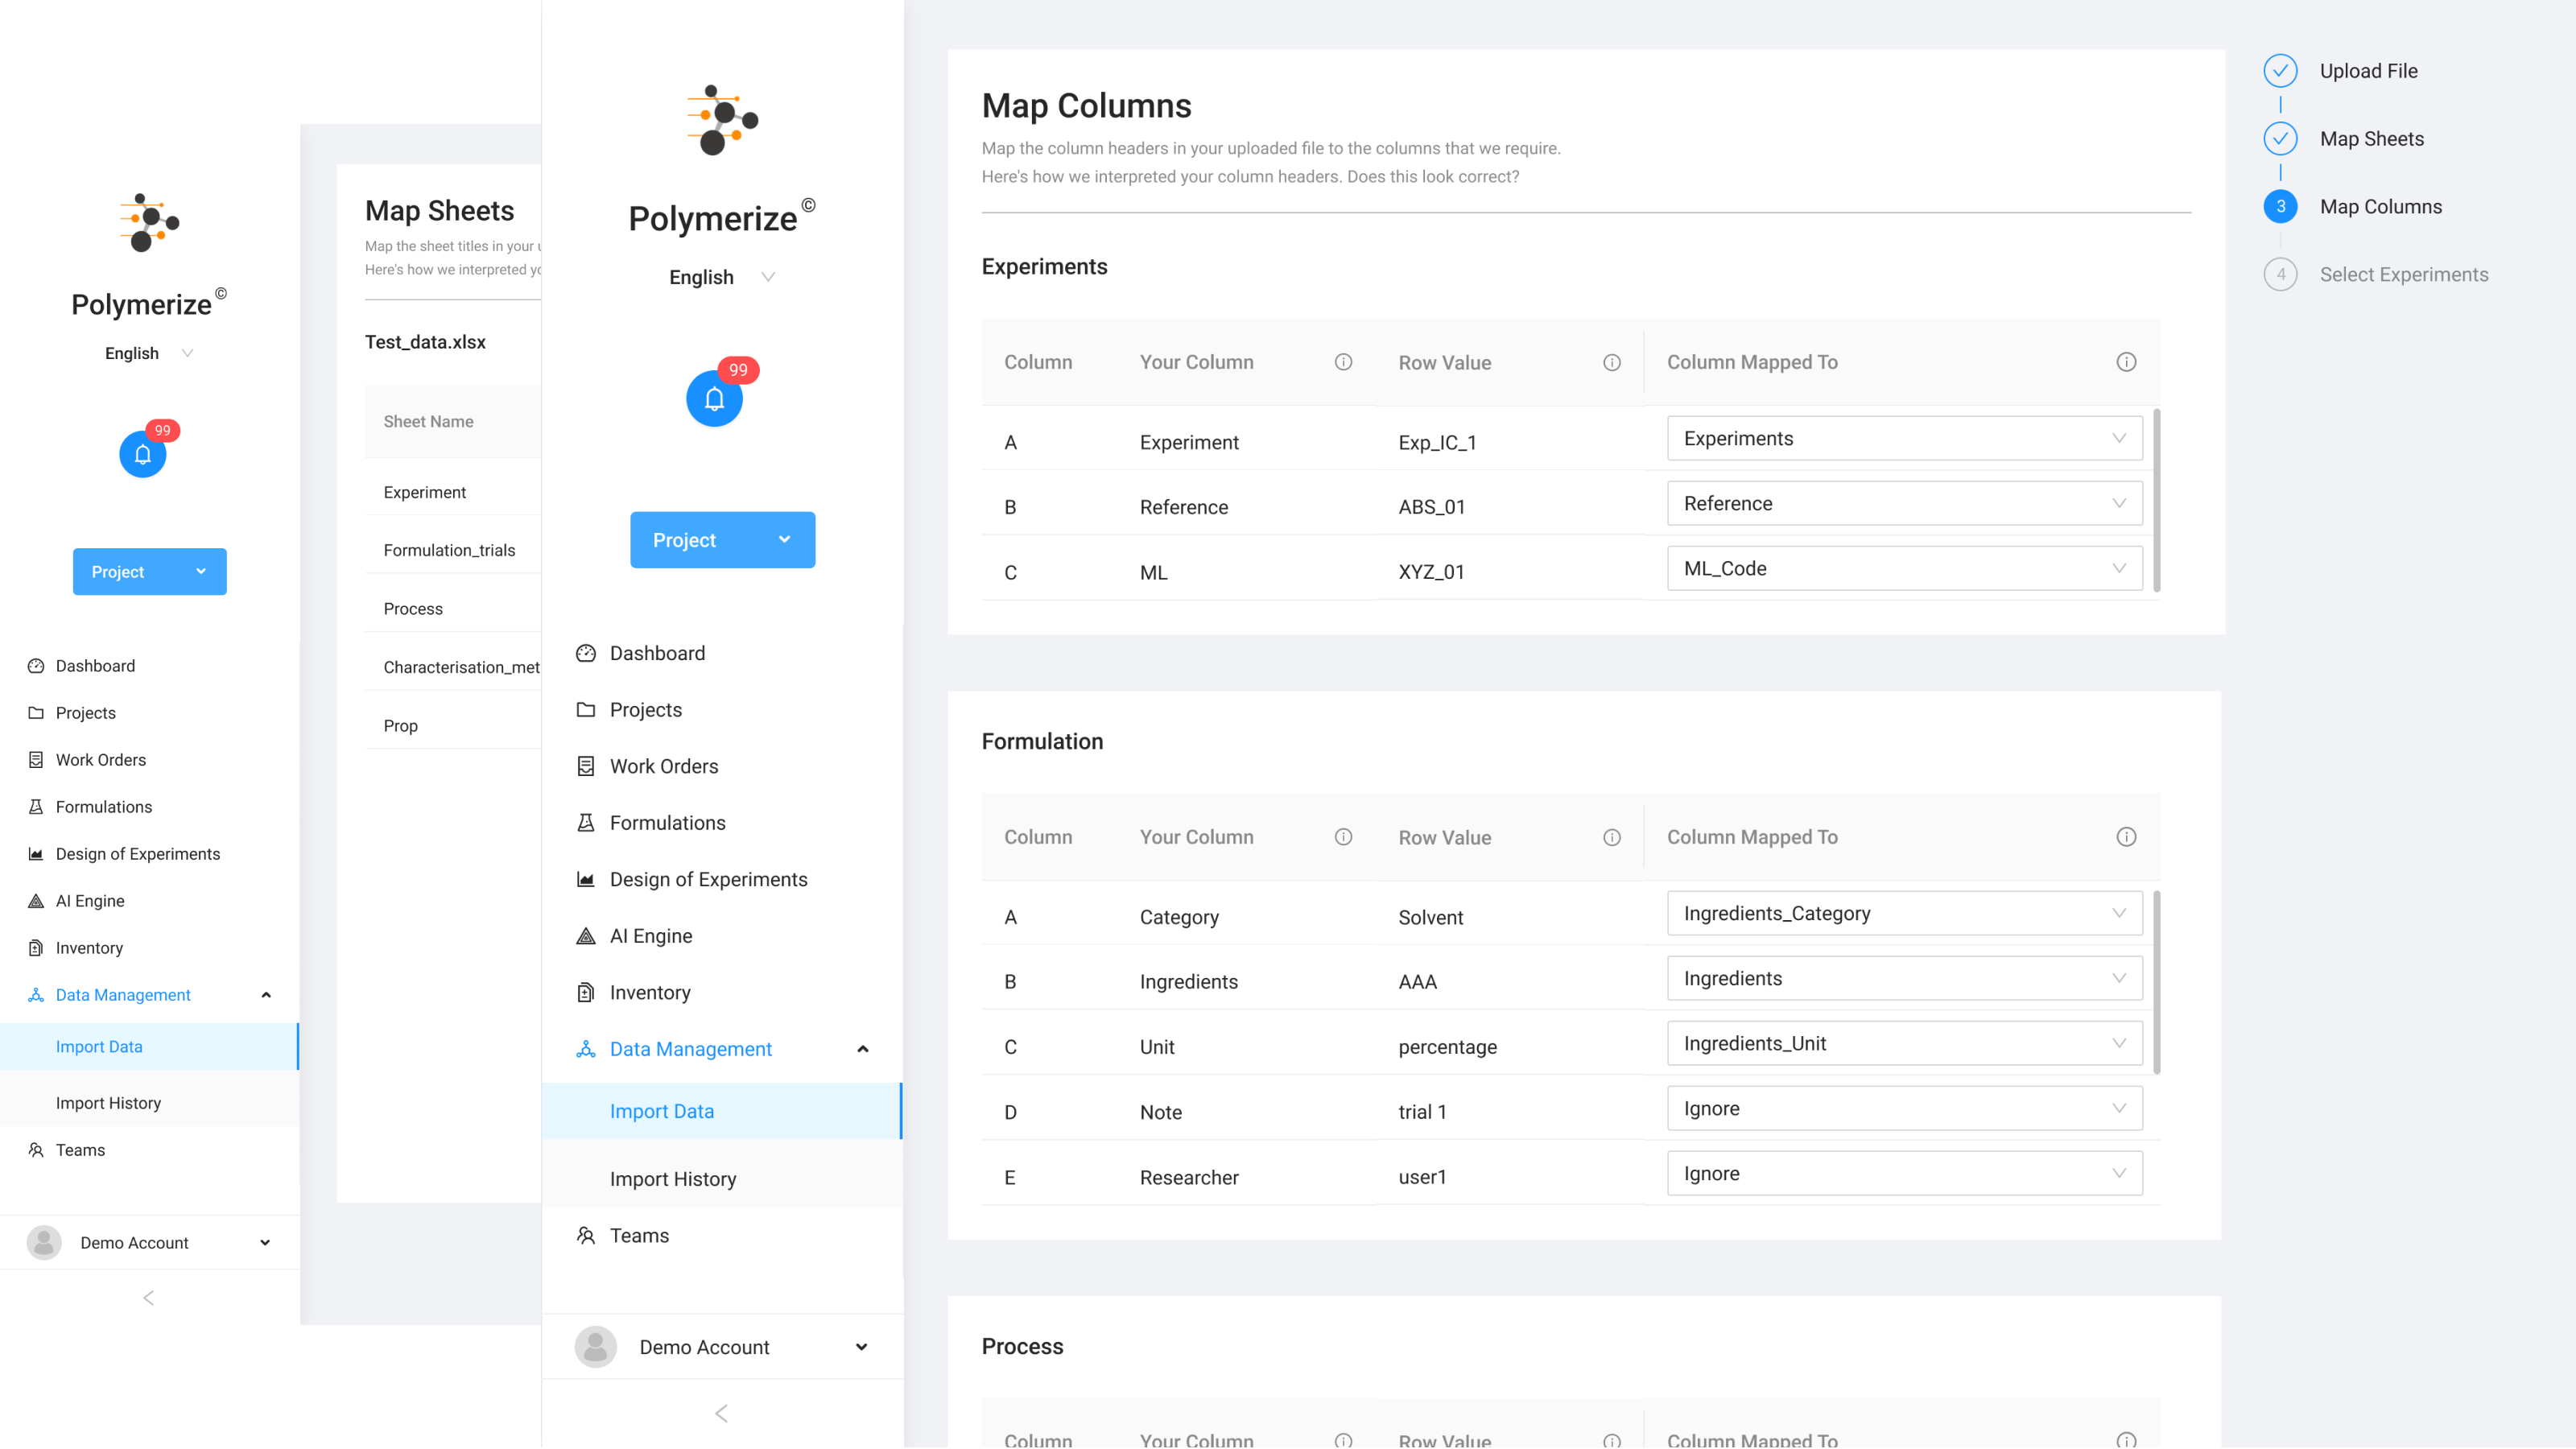 Polymerize ©
English
99
Project
Dashboard
Projects
Work Orders
Formulations
Design of Experiments
AI Engine
Inventory
Data Management
Import Data
Import History
Teams
Demo Account
Map Sheets
Map the sheet titles in your
Here's how we interpreted
Test_data.xlsx
Sheet Name
Experiment
Formulation_trials
Process
Characterisation_met
Prop
Polymerize ©
English
99
Project
Dashboard
Projects
Work Orders
Formulations
Design of Experiments
AI Engine
Inventory
Data Management
Import Data
Import History
Teams
Demo Account
Map Columns
Map the column headers in your uploaded file to the columns that we require.
Here's how we interpreted your column headers. Does this look correct?
Experiments
Column Your Column Row Value Column Mapped To
A Experiment Exp_IC_1 Experiments
B Reference ABS_01 Reference
C ML XYZ_01 ML_Code
Formulation
Column Your Column Row Value Column Mapped To
A Category Solvent Ingredients_Category
B Ingredients AAA Ingredients
C Unit percentage Ingredients_Unit
D Note trial 1 Ignore
E Researcher user1 Ignore
Process
Column Your Column Row Value Column Mapped To
Upload File
Map Sheets
3 Map Columns
4 Select Experiments